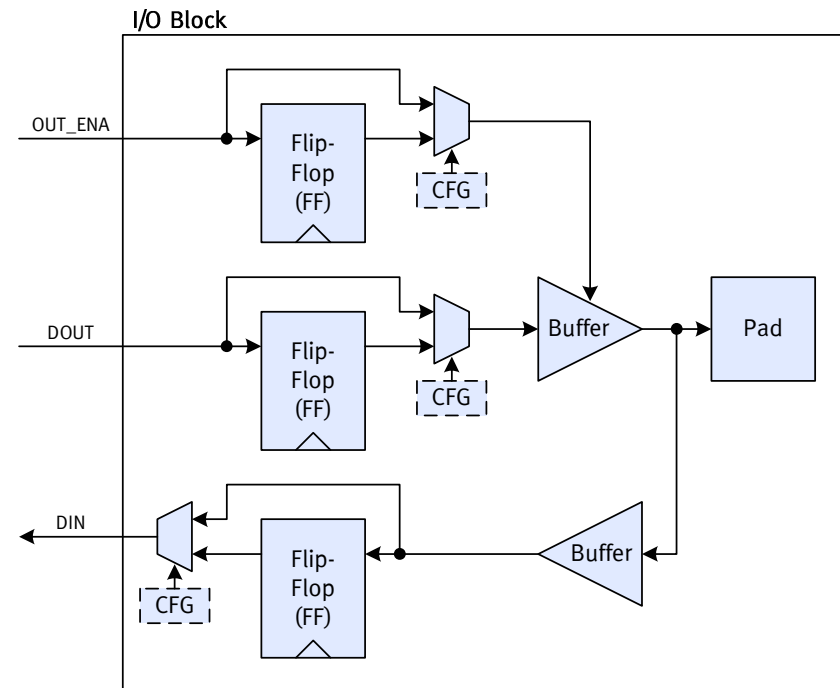 I/O Block
OUT_ENA
Flip-
Flop
(FF)
CFG
DOUT
Flip-
Flop
(FF)
CFG
Buffer
Pad
DIN
Flip-
Flop
(FF)
CFG
Buffer